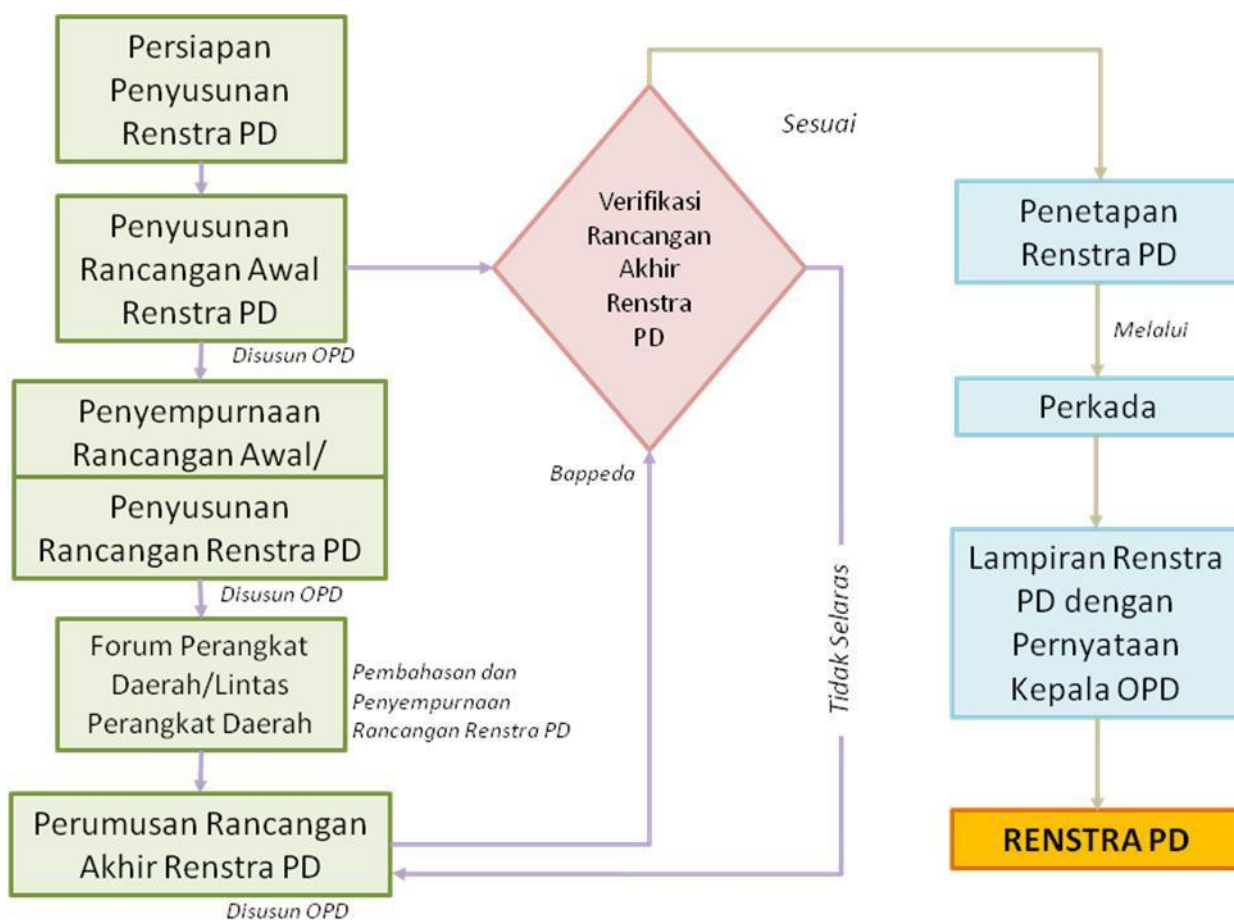 Persiapan
Penyusunan
Renstra PD
Penyusunan
Rancangan Awal
Renstra PD
Disusun OPD
Penyempurnaan
Rancangan Awal/
Penyusunan
Rancangan Renstra PD
Disusun OPD
Forum Perangkat
Daerah/Lintas
Perangkat Daerah
Pembahasan dan
Penyempurnaan
Rancangan Renstra PD
Perumusan Rancangan
Akhir Renstra PD
Disusun OPD
Verifikasi
Rancangan
Akhir
Renstra
PD
Bappeda
Tidak Selaras
Sesuai
Penetapan
Renstra PD
Melalui
Perkada
Lampiran Renstra
PD dengan
Pernyataan
Kepala OPD
RENSTRA PD